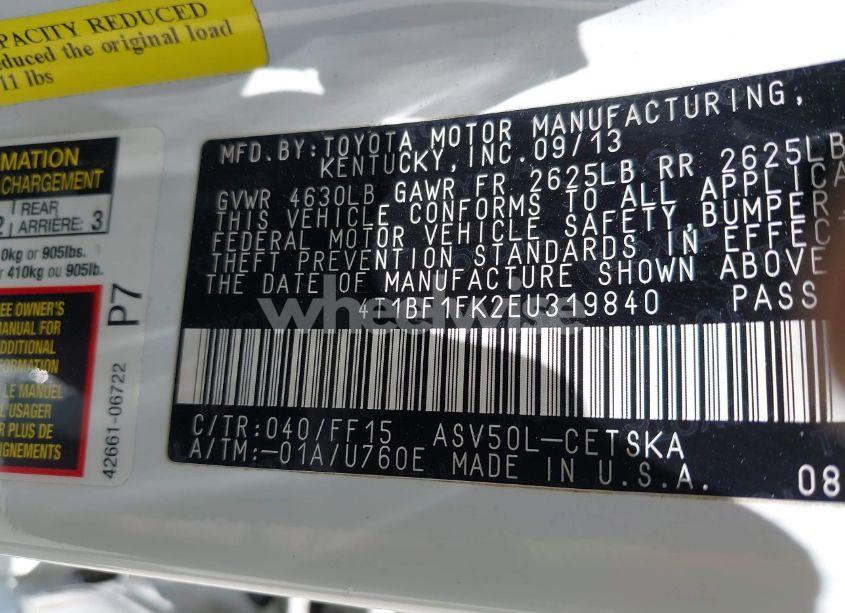 PACITY REDUCED
educed the original load
11 lbs
MATION
CHARGEMENT
2 REAR
ARRIÈRE: 3
0kg or 905lbs.
r 410kg ou 905lb.
P7
EE OWNER'S
MANUAL FOR
ADDITIONAL
FORMATION
LE MANUEL
L'USAGER
R PLUS DE
IGNEMENTS
42661-06722
MFD.BY:TOYOTA MOTOR MANUFACTURING,
KENTUCKY,INC.09/13
GVWR 4630LB GAWR FR 2625LB RR 2625LB
THIS VEHICLE CONFORMS TO ALL APPLICA
FEDERAL MOTOR VEHICLE SAFETY,BUMPER
THEFT PREVENTION STANDARDS IN EFFEC
THE DATE OF MANUFACTURE SHOWN ABOVE
4T1BF1FK2EU319840 PASS
wheelwise
C/TR:040/FF15 ASV50L-CETSKA
A/TM:-01A/U760E MADE IN U.S.A. 08